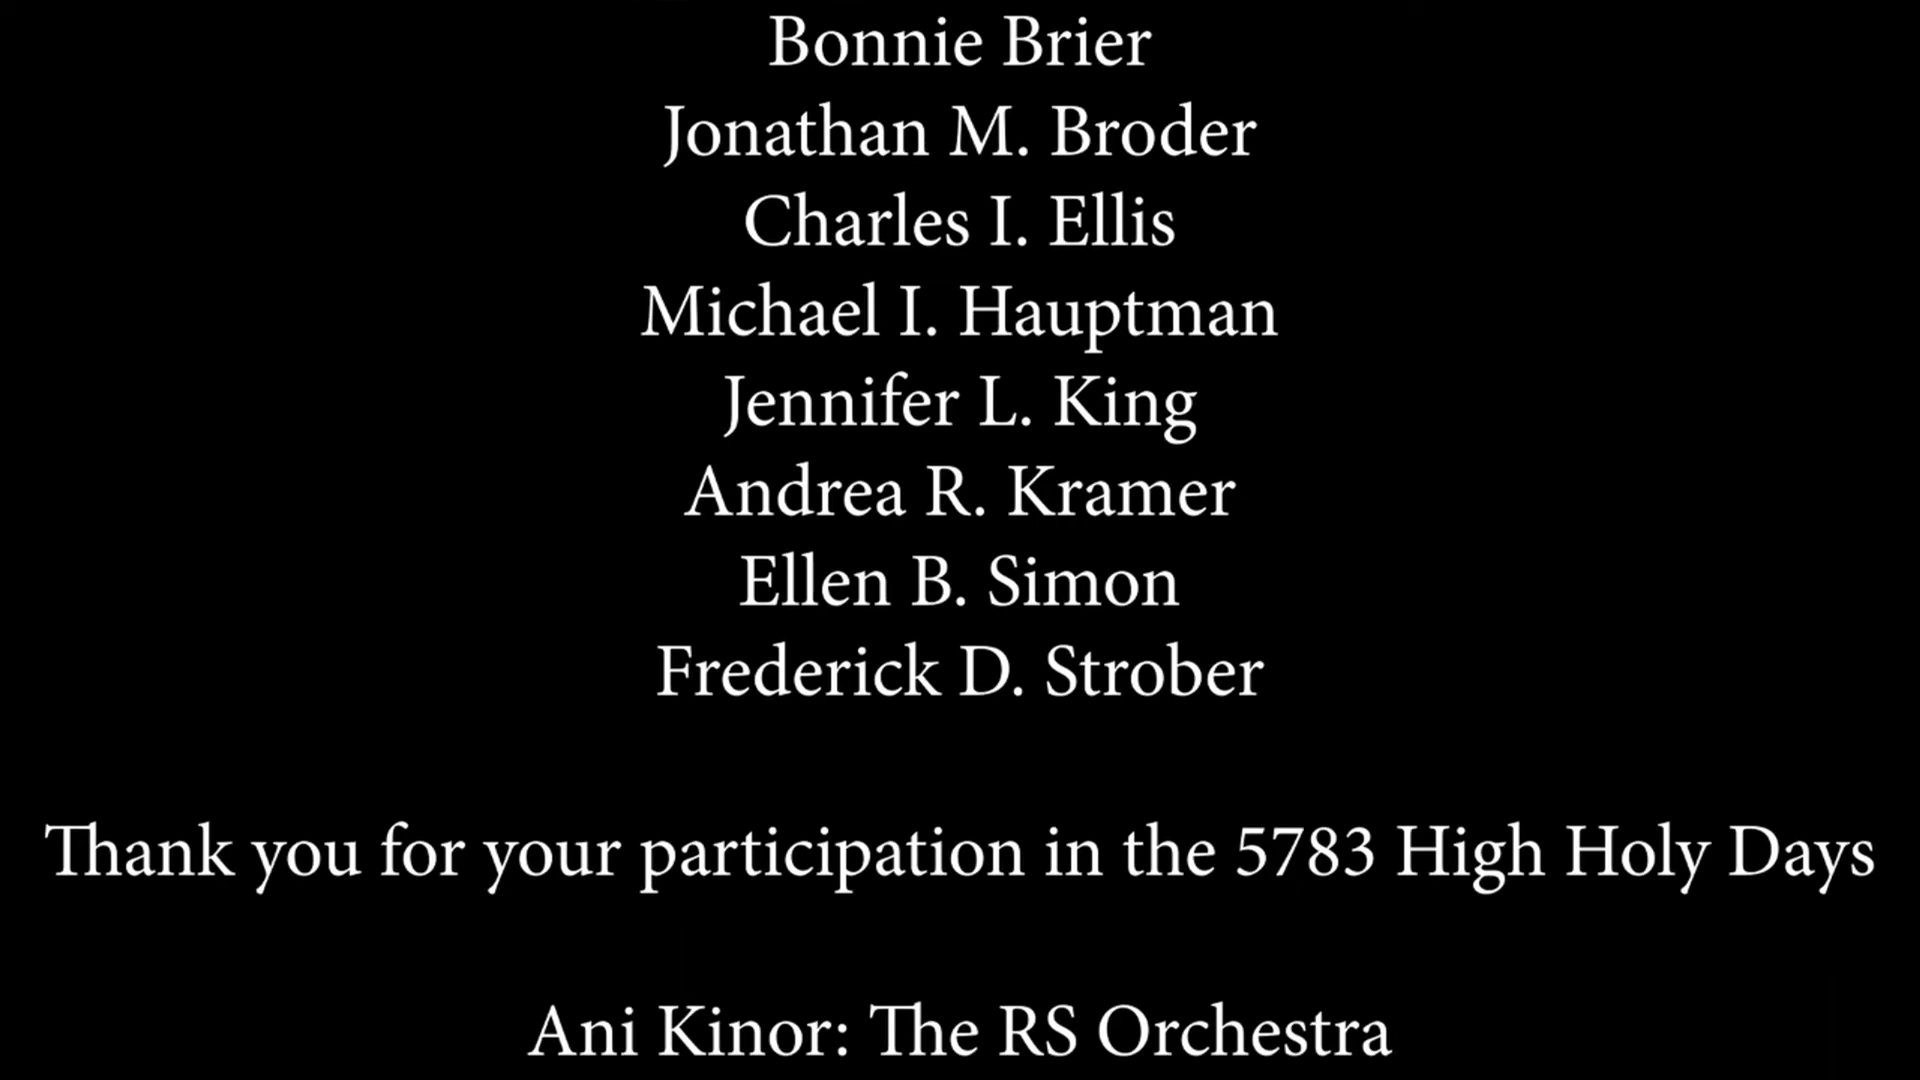 Bonnie Brier
Jonathan M. Broder
Charles I. Ellis
Michael I. Hauptman
Jennifer L. King
Andrea R. Kramer
Ellen B. Simon
Frederick D. Strober
Thank you for your participation in the 5783 High Holy Days
Ani Kinor: The RS Orchestra